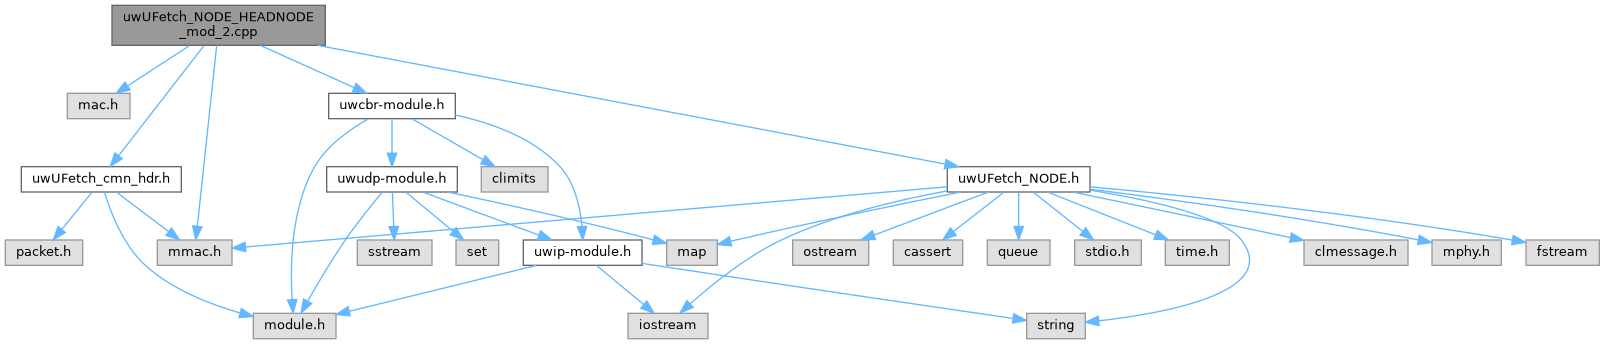 uwUFetch_NODE_HEADNODE
_mod_2.cpp
mac.h
uwcbr-module.h
uwUFetch_cmn_hdr.h
uwudp-module.h
climits
uwUFetch_NODE.h
packet.h
mmac.h
sstream
set
uwip-module.h
map
ostream
cassert
queue
stdio.h
time.h
clmessage.h
mphy.h
fstream
module.h
iostream
string